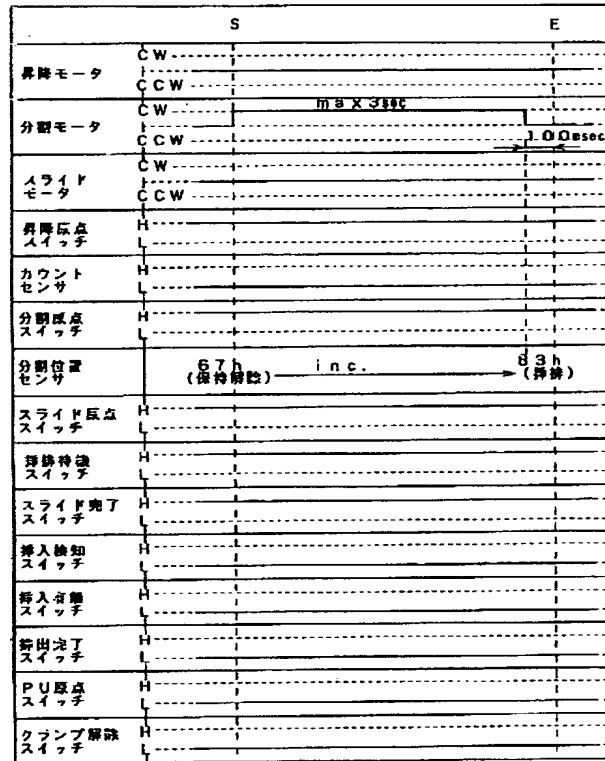 S E
昇降モータ CW
CCW
分割モータ CW max3sec
CCW 100msec
スライド
モータ CW
CCW
昇降原点
スイッチ H
L
カウント
センサ H
L
分割原点
スイッチ H
L
分割位置
センサ 67h inc. 83h
(保持解除) (挿排)
スライド原点
スイッチ H
L
挿排待機
スイッチ H
L
スライド完了
スイッチ H
L
挿入検知
スイッチ H
L
挿入有無
スイッチ H
L
排出完了
スイッチ H
L
PU原点
スイッチ H
L
クランプ解除
スイッチ H
L